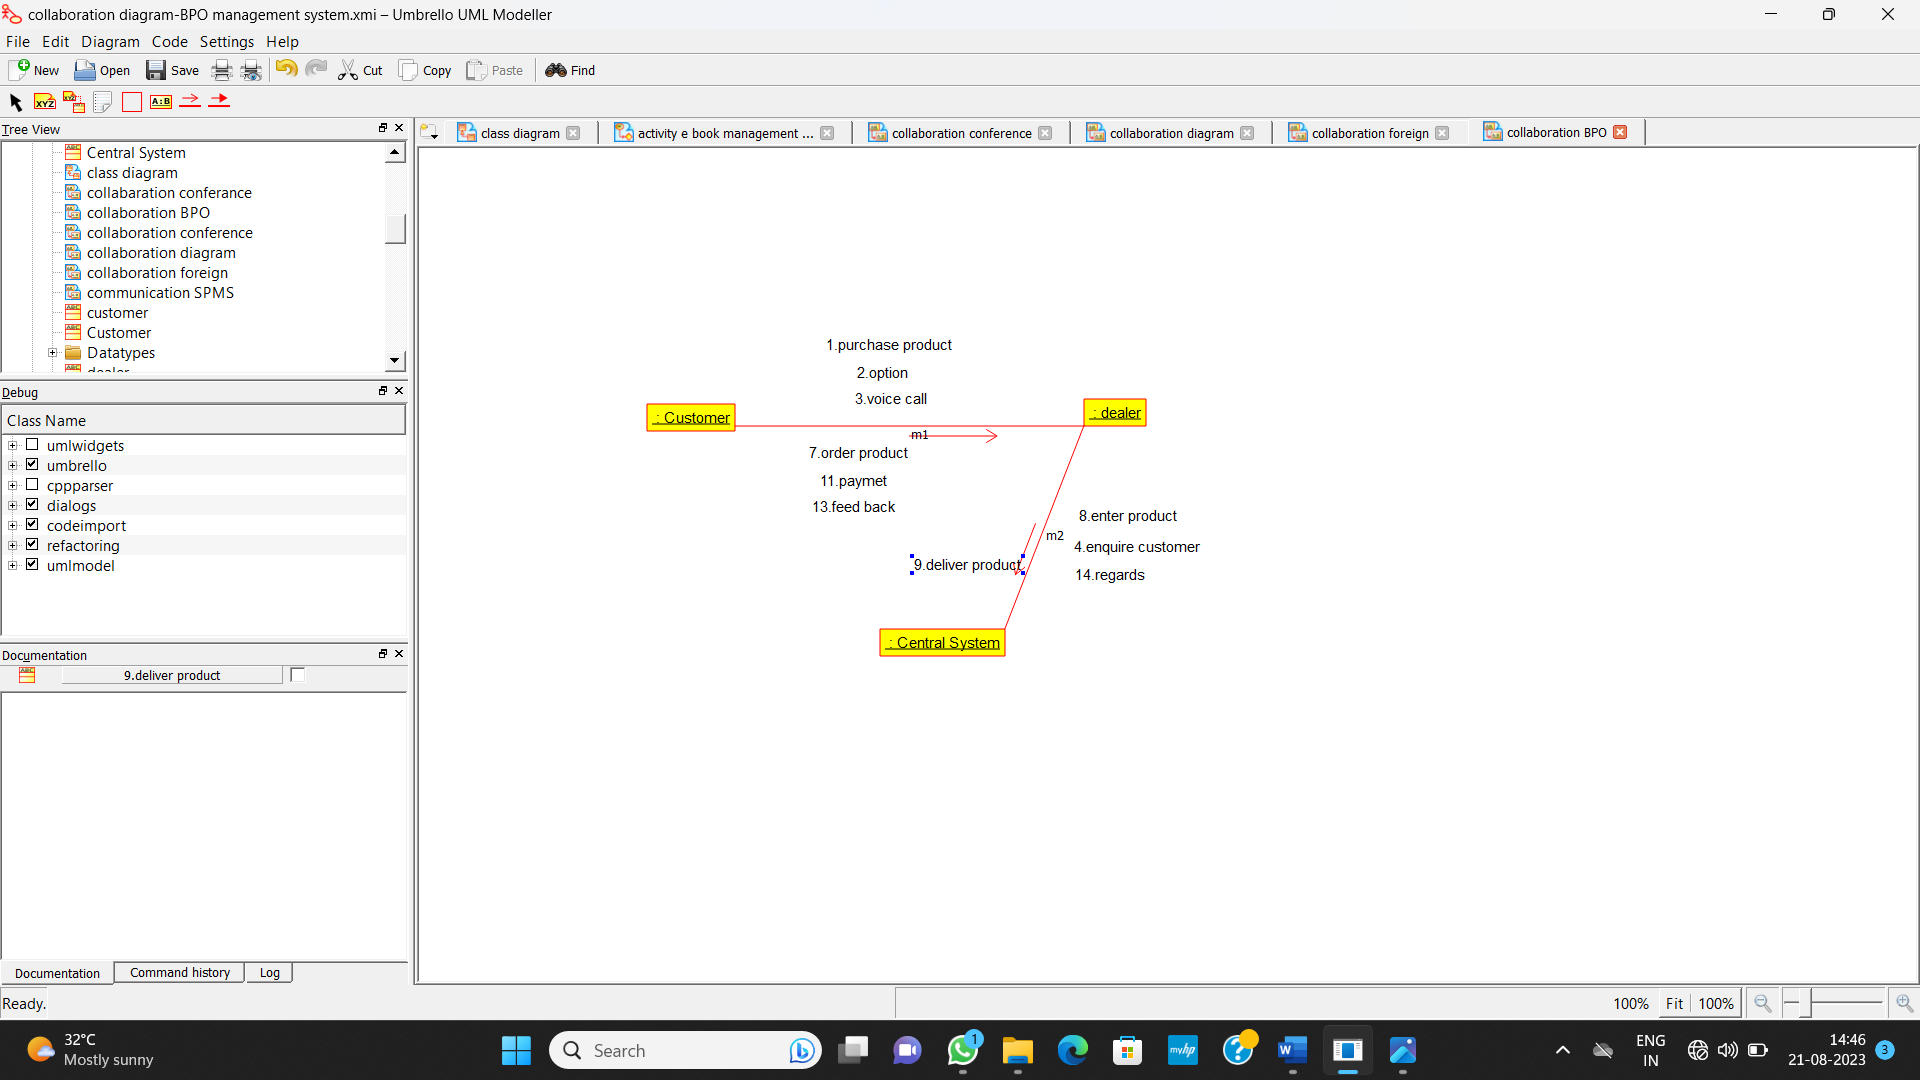 collaboration diagram-BPO management system.xmi – Umbrello UML Modeller
File Edit Diagram Code Settings Help
New Open Save Cut Copy Paste Find
XYZ XYZ A:B
Tree View
Central System
class diagram
collabaration conferance
collaboration BPO
collaboration conference
collaboration diagram
collaboration foreign
communication SPMS
customer
Customer
Datatypes
dealer
Debug
Class Name
umlwidgets
umbrello
cppparser
dialogs
codeimport
refactoring
umlmodel
Documentation
9.deliver product
Documentation Command history Log
class diagram activity e book management ... collaboration conference collaboration diagram collaboration foreign collaboration BPO
1.purchase product
2.option
3.voice call
: Customer
: dealer
m1
7.order product
11.paymet
13.feed back
8.enter product
m2
4.enquire customer
9.deliver product
14.regards
: Central System
Ready.
100% Fit 100%
32°C
Mostly sunny
Search
1
myhp
?
W
ENG
IN
14:46
21-08-2023
3